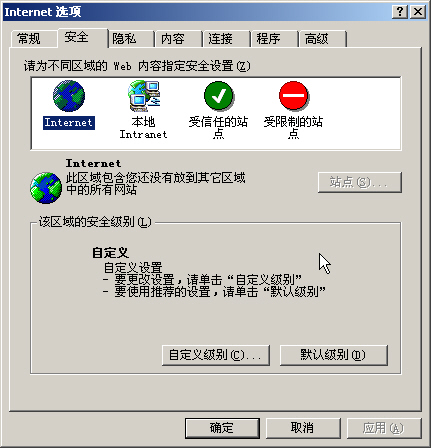 Internet 选项
常规 安全 隐私 内容 连接 程序 高级
请为不同区域的 Web 内容指定安全设置(Z)
Internet 本地 Intranet 受信任的站点 受限制的站点
Internet
此区域包含您还没有放到其它区域
中的所有网站
站点(S)...
该区域的安全级别(L)
自定义
自定义设置
- 要更改设置，请单击“自定义级别”
- 要使用推荐的设置，请单击“默认级别”
自定义级别(C)... 默认级别(D)
确定 取消 应用(A)